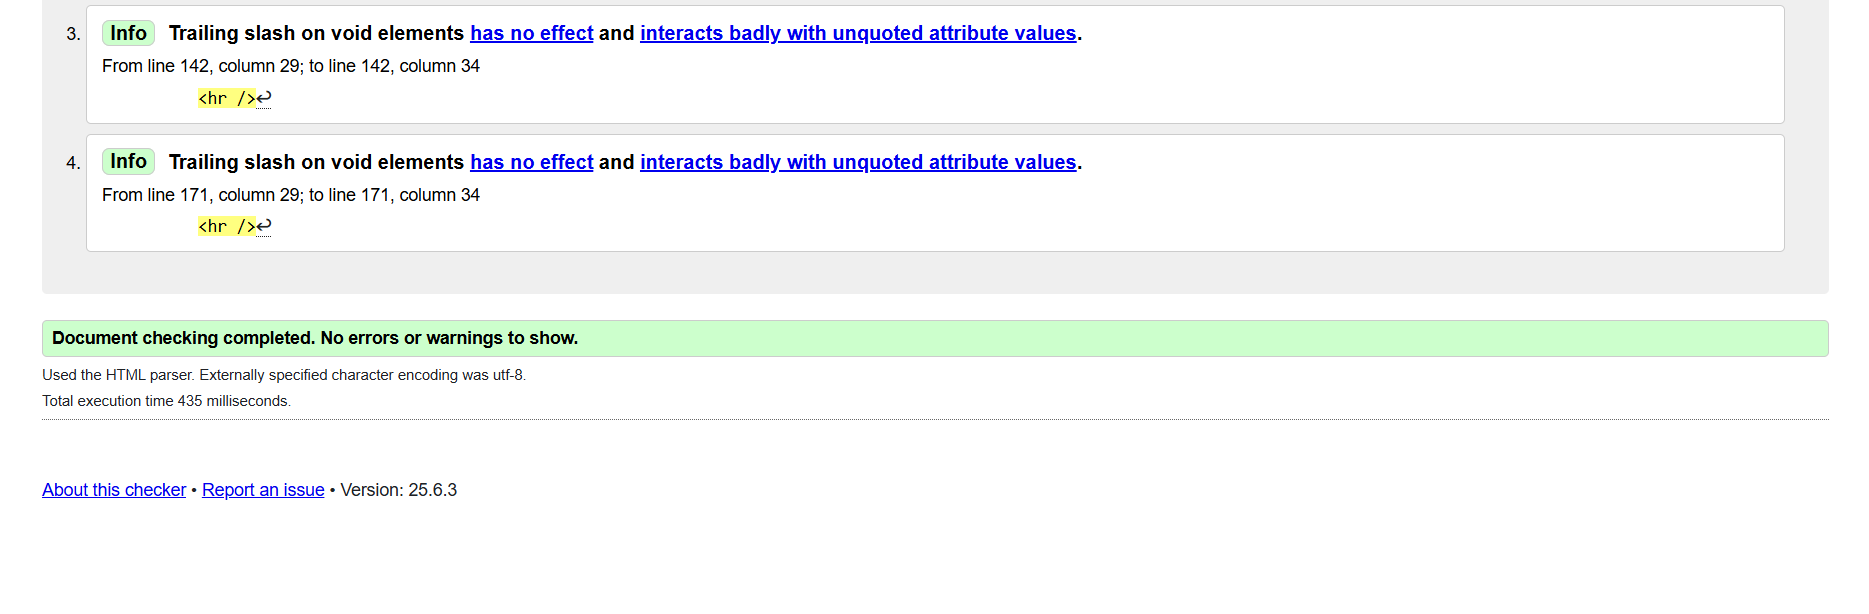 3. Info Trailing slash on void elements has no effect and interacts badly with unquoted attribute values.
From line 142, column 29; to line 142, column 34
<hr />↩
4. Info Trailing slash on void elements has no effect and interacts badly with unquoted attribute values.
From line 171, column 29; to line 171, column 34
<hr />↩
Document checking completed. No errors or warnings to show.
Used the HTML parser. Externally specified character encoding was utf-8.
Total execution time 435 milliseconds.
About this checker • Report an issue • Version: 25.6.3